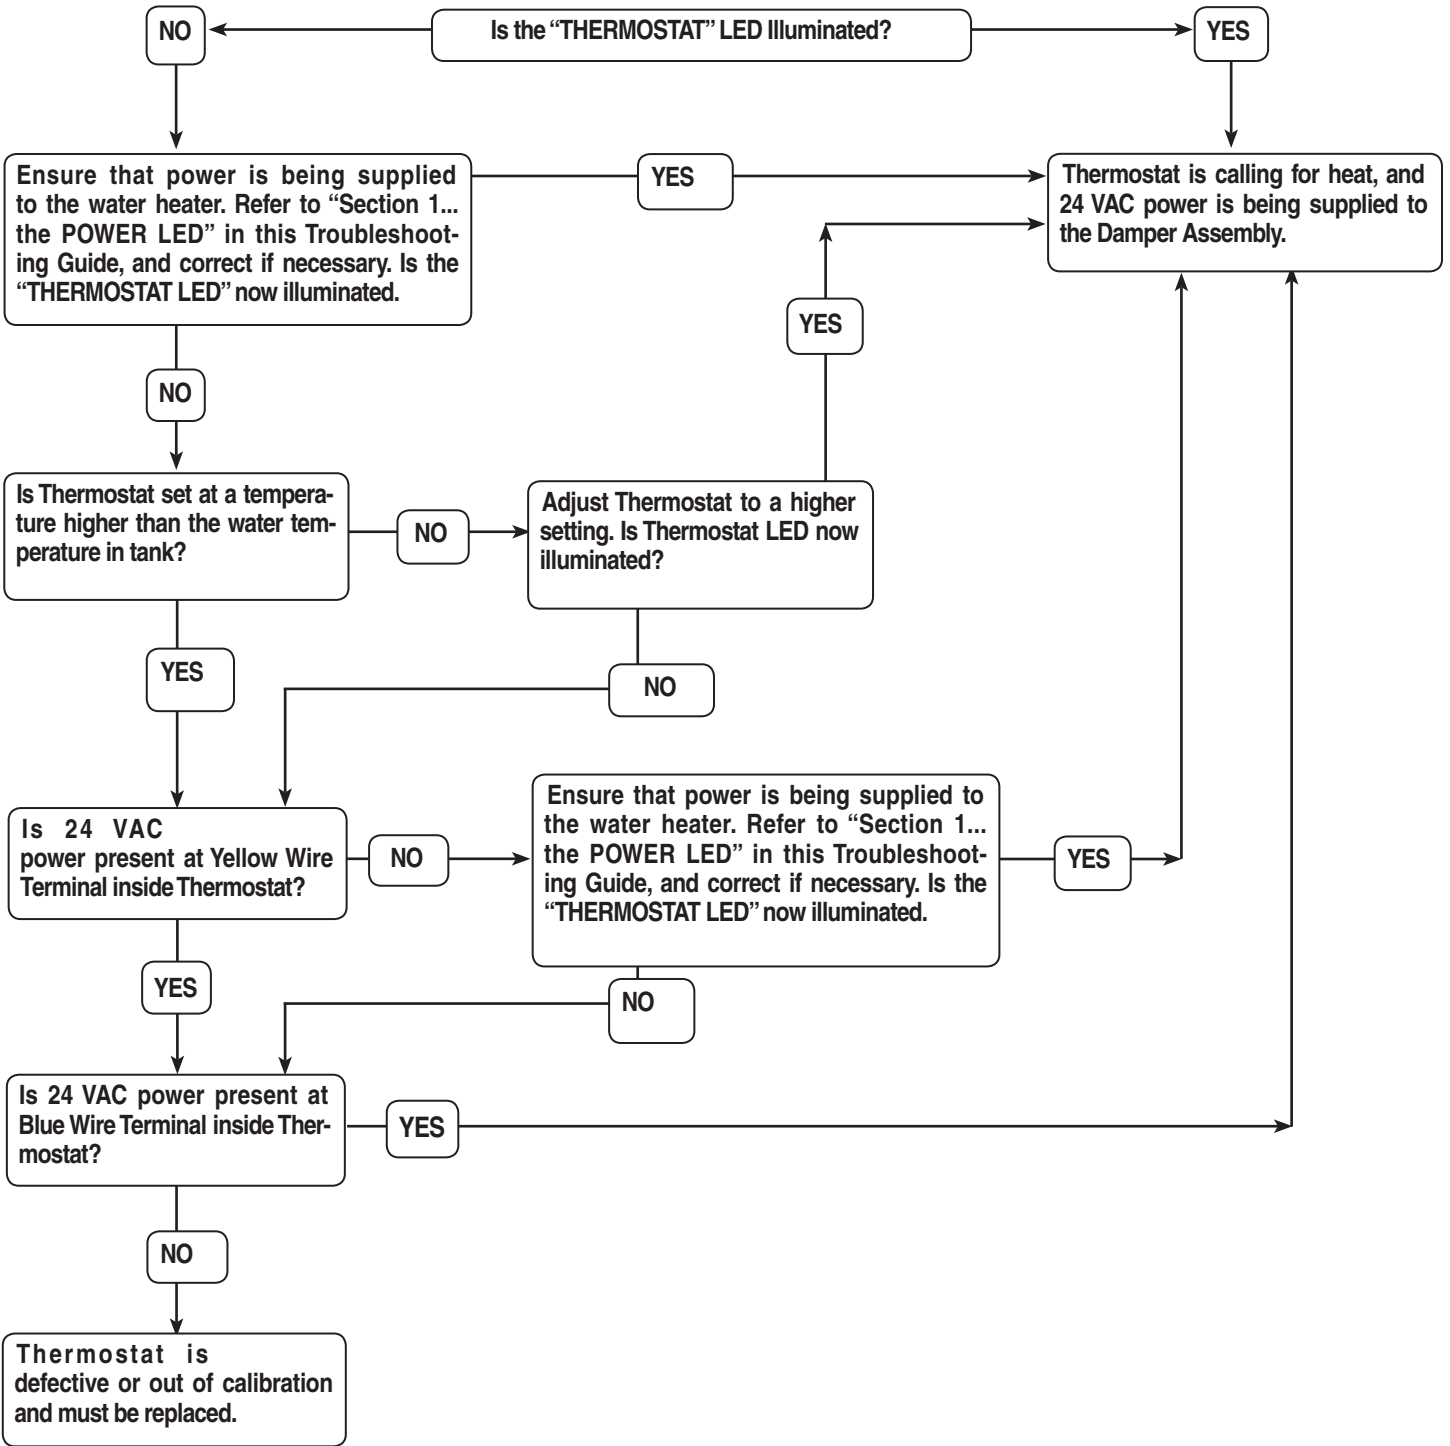 NO
Is the “THERMOSTAT” LED Illuminated?
YES
Ensure that power is being supplied
to the water heater. Refer to “Section 1...
the POWER LED” in this Troubleshoot-
ing Guide, and correct if necessary. Is the
“THERMOSTAT LED” now illuminated.
YES
Thermostat is calling for heat, and
24 VAC power is being supplied to
the Damper Assembly.
YES
NO
Is Thermostat set at a tempera-
ture higher than the water tem-
perature in tank?
NO
Adjust Thermostat to a higher
setting. Is Thermostat LED now
illuminated?
YES
NO
Is 24 VAC
power present at Yellow Wire
Terminal inside Thermostat?
NO
Ensure that power is being supplied to
the water heater. Refer to “Section 1...
the POWER LED” in this Troubleshoot-
ing Guide, and correct if necessary. Is the
“THERMOSTAT LED” now illuminated.
YES
YES
NO
Is 24 VAC power present at
Blue Wire Terminal inside Ther-
mostat?
YES
NO
Thermostat is
defective or out of calibration
and must be replaced.